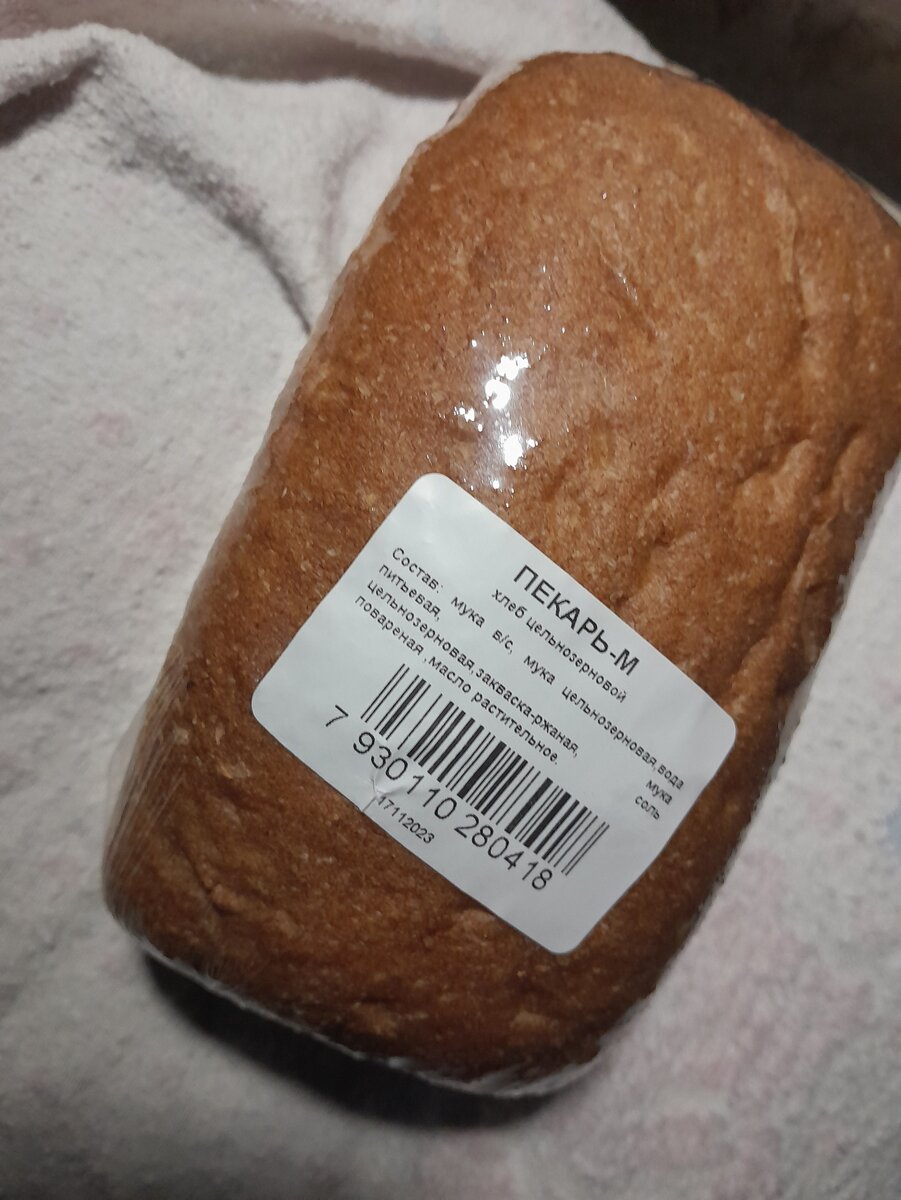 ПЕКАРЬ-М
хлеб цельнозерновой
Состав: мука в/с, мука цельнозерновая,вода
питьевая, мука
цельнозерновая,закваска-ржаная, соль
повареная ,масло растительное.
7 930110 280418
17112023